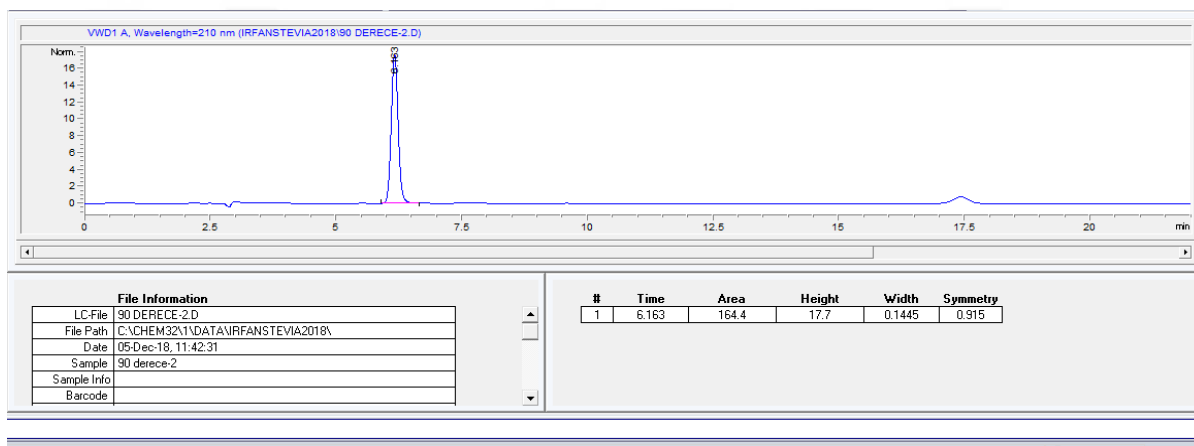 VWD1 A, Wavelength=210 nm (IRFANSTEVIA2018\90 DERECE-2.D)
Norm.
16
14
12
10
8
6
4
2
0
6.163
0 2.5 5 7.5 10 12.5 15 17.5 20 min
File Information
LC-File 90 DERECE-2.D
File Path C:\CHEM32\1\DATA\IRFANSTEVIA2018\
Date 05-Dec-18, 11:42:31
Sample 90 derece-2
Sample Info
Barcode
# Time Area Height Width Symmetry
1 6.163 164.4 17.7 0.1445 0.915